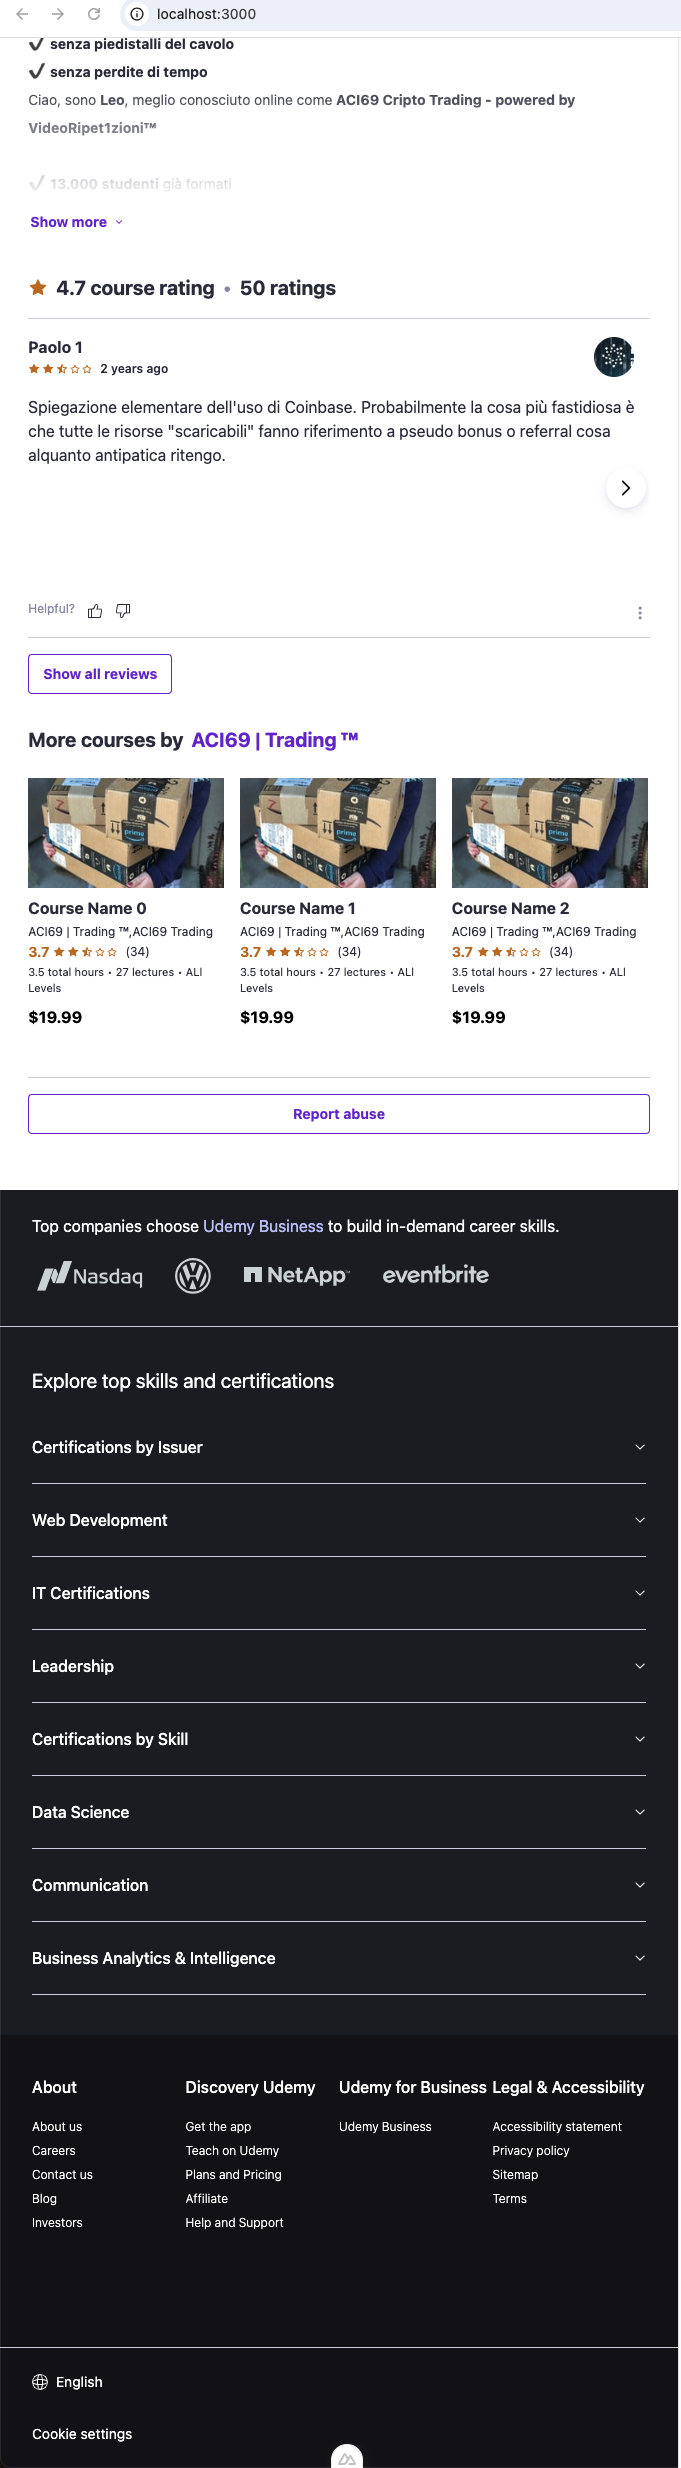 localhost:3000
✔ senza piedistalli del cavolo
✔ senza perdite di tempo
Ciao, sono Leo, meglio conosciuto online come ACI69 Cripto Trading - powered by
VideoRipet1zioni™
✔ 13.000 studenti già formati
Show more
4.7 course rating • 50 ratings
Paolo 1
2 years ago
Spiegazione elementare dell'uso di Coinbase. Probabilmente la cosa più fastidiosa è
che tutte le risorse "scaricabili" fanno riferimento a pseudo bonus o referral cosa
alquanto antipatica ritengo.
Helpful?
Show all reviews
More courses by ACI69 | Trading ™
prime prime prime
Course Name 0 Course Name 1 Course Name 2
ACI69 | Trading ™,ACI69 Trading ACI69 | Trading ™,ACI69 Trading ACI69 | Trading ™,ACI69 Trading
3.7 (34) 3.7 (34) 3.7 (34)
3.5 total hours • 27 lectures • ALI 3.5 total hours • 27 lectures • ALI 3.5 total hours • 27 lectures • ALI
Levels Levels Levels
$19.99 $19.99 $19.99
Report abuse
Top companies choose Udemy Business to build in-demand career skills.
Nasdaq NetApp™ eventbrite
Explore top skills and certifications
Certifications by Issuer
Web Development
IT Certifications
Leadership
Certifications by Skill
Data Science
Communication
Business Analytics & Intelligence
About Discovery Udemy Udemy for Business Legal & Accessibility
About us Get the app Udemy Business Accessibility statement
Careers Teach on Udemy Privacy policy
Contact us Plans and Pricing Sitemap
Blog Affiliate Terms
Investors Help and Support
English
Cookie settings